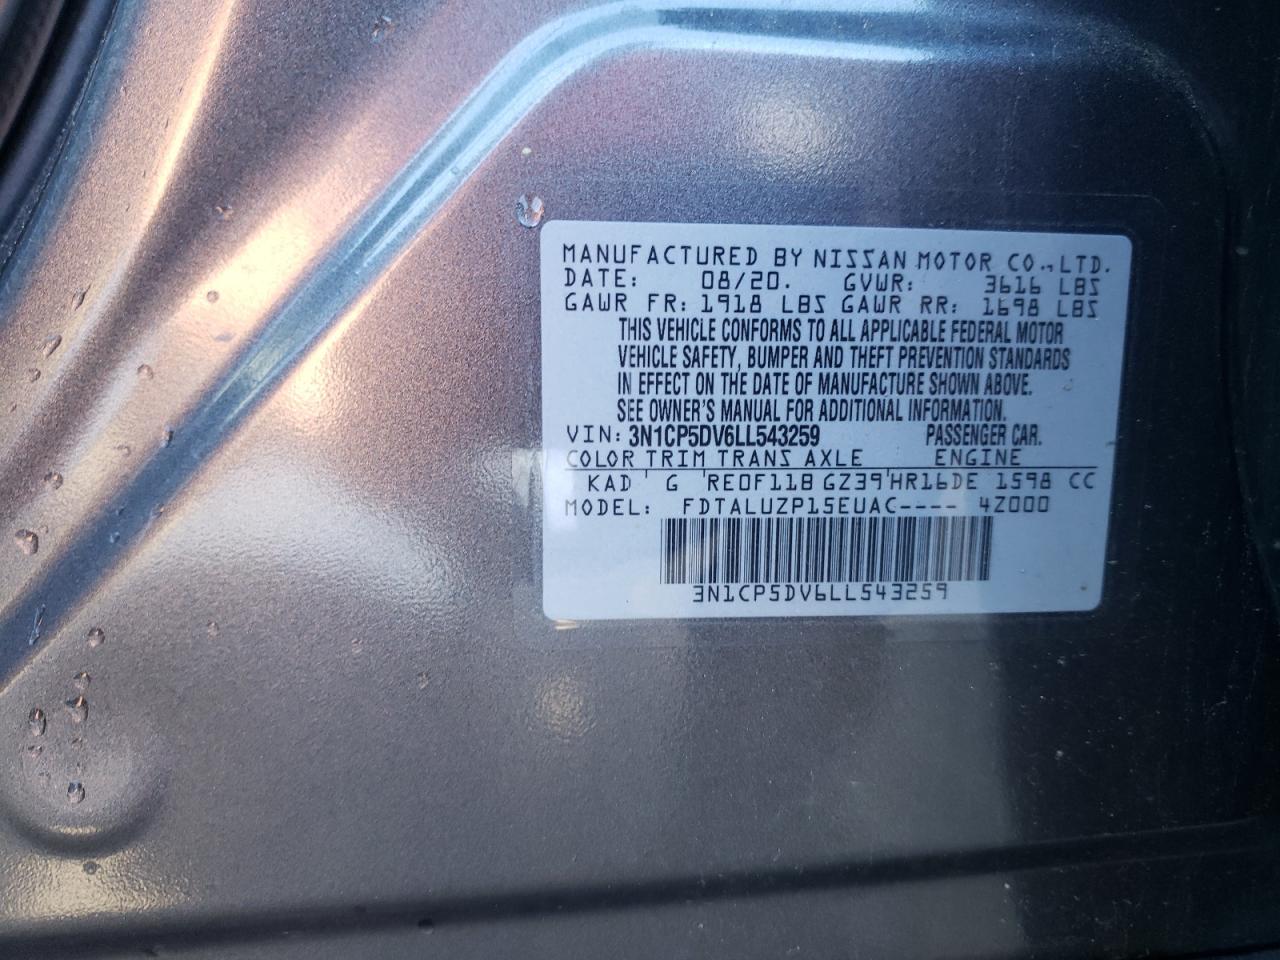 MANUFACTURED BY NISSAN MOTOR CO., LTD.
DATE: 08/20. GVWR: 3616 LBS
GAWR FR: 1918 LBS GAWR RR: 1698 LBS
THIS VEHICLE CONFORMS TO ALL APPLICABLE FEDERAL MOTOR
VEHICLE SAFETY, BUMPER AND THEFT PREVENTION STANDARDS
IN EFFECT ON THE DATE OF MANUFACTURE SHOWN ABOVE.
SEE OWNER'S MANUAL FOR ADDITIONAL INFORMATION.
VIN: 3N1CP5DV6LL543259 PASSENGER CAR.
COLOR TRIM TRANS AXLE ENGINE
KAD ' G 'RE0F11B GZ39'HR16DE 1598 CC
MODEL: FDTALUZP15EUAC---- 4Z000
3N1CP5DV6LL543259